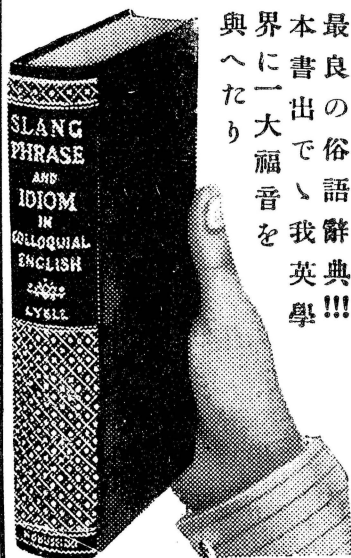 最良の俗語辭典!!!
本書出でゝ我英學
界に一大福音を
與へたり
SLANG
PHRASE
AND
IDIOM
IN
COLLOQUIAL
ENGLISH
LYELL